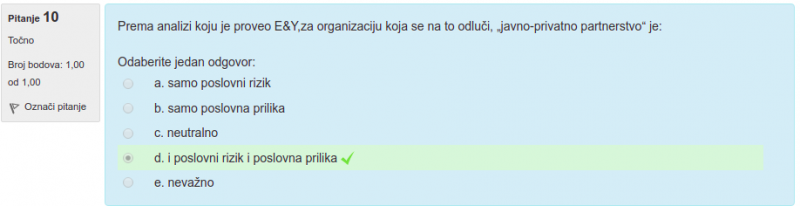 Pitanje 10
Točno
Broj bodova: 1,00
od 1,00
Označi pitanje
Prema analizi koju je proveo E&Y,za organizaciju koja se na to odluči, „javno-privatno partnerstvo“ je:
Odaberite jedan odgovor:
a. samo poslovni rizik
b. samo poslovna prilika
c. neutralno
d. i poslovni rizik i poslovna prilika
e. nevažno